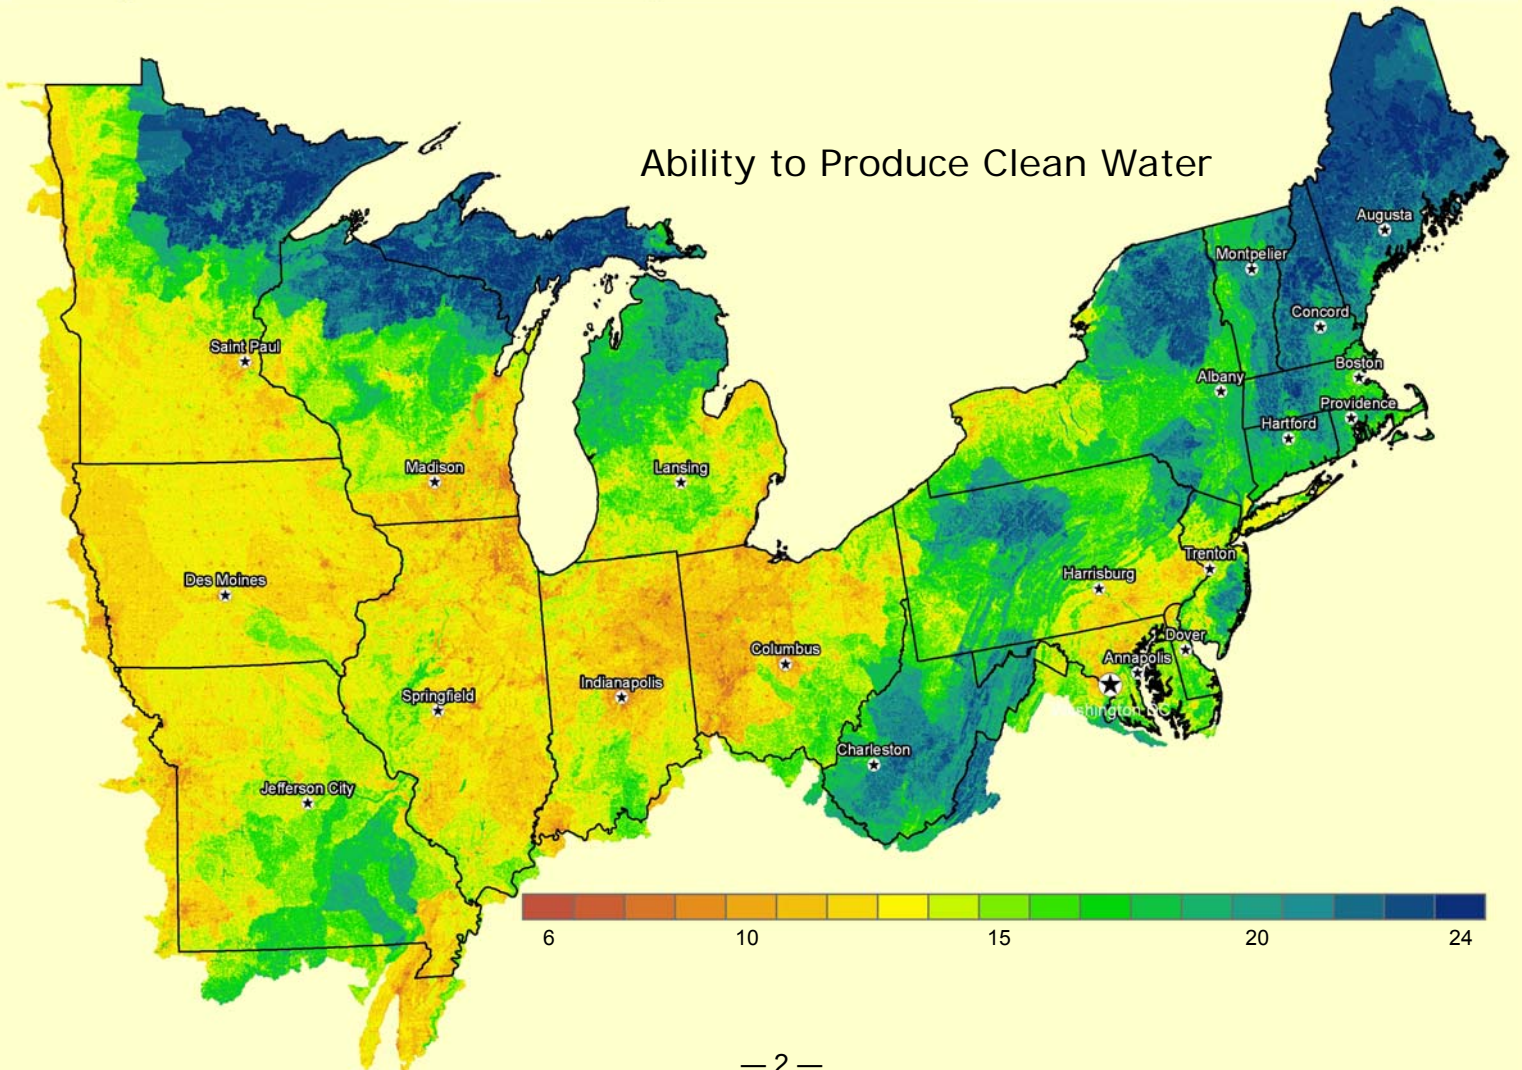 Ability to Produce Clean Water
Augusta
Montpelier
Concord
Saint Paul
Boston
Albany
Providence
Hartford
Madison
Lansing
Trenton
Des Moines
Harrisburg
Dover
Columbus
Annapolis
Indianapolis
Springfield
Washington DC
Charleston
Jefferson City
6 10 15 20 24
— 2 —